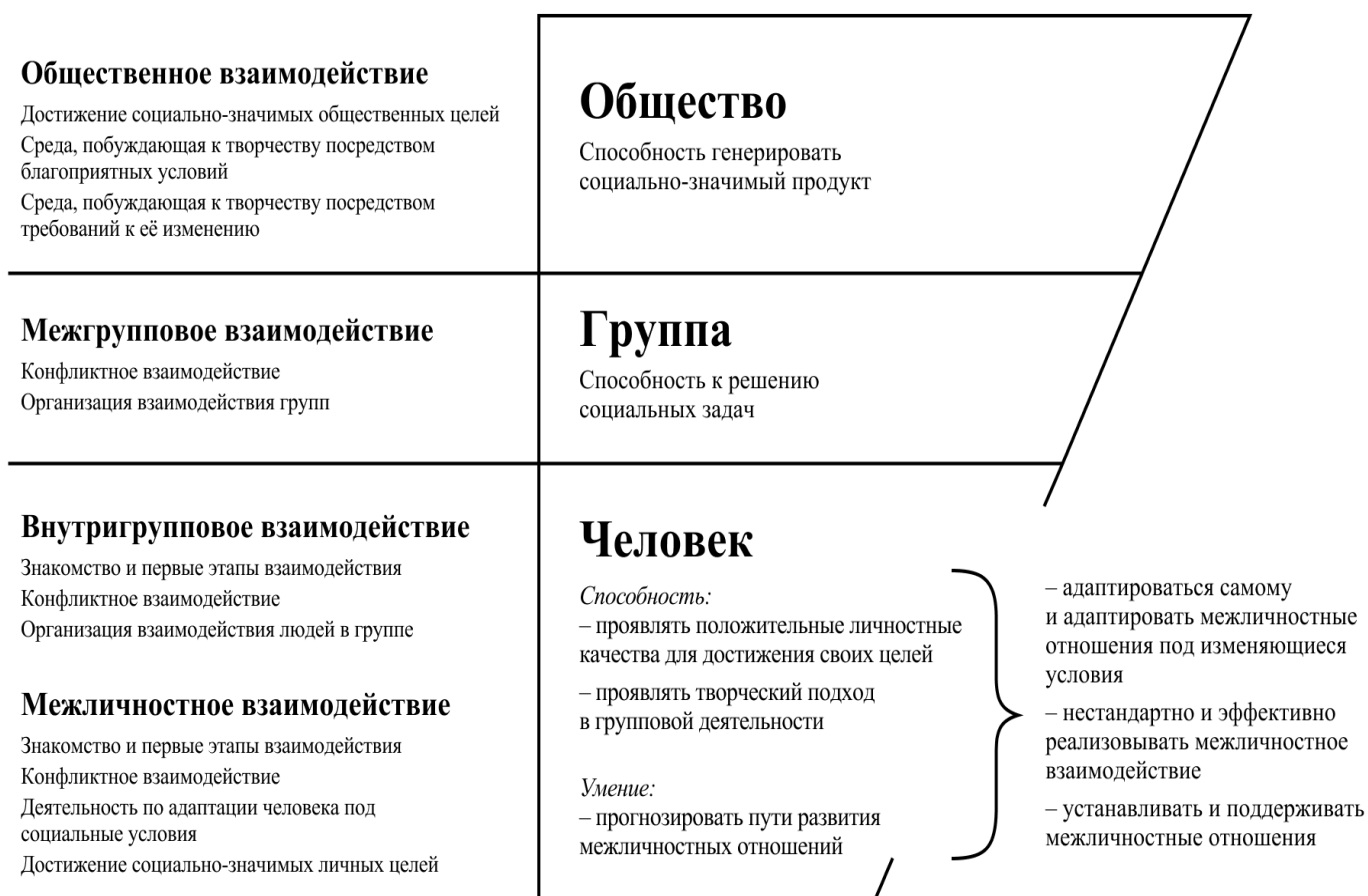 Общественное взаимодействие
Достижение социально-значимых общественных целей
Среда, побуждающая к творчеству посредством
благоприятных условий
Среда, побуждающая к творчеству посредством
требований к её изменению
Общество
Способность генерировать
социально-значимый продукт
Межгрупповое взаимодействие
Конфликтное взаимодействие
Организация взаимодействия групп
Группа
Способность к решению
социальных задач
Внутригрупповое взаимодействие
Знакомство и первые этапы взаимодействия
Конфликтное взаимодействие
Организация взаимодействия людей в группе
Межличностное взаимодействие
Знакомство и первые этапы взаимодействия
Конфликтное взаимодействие
Деятельность по адаптации человека под
социальные условия
Достижение социально-значимых личных целей
Человек
Способность:
– проявлять положительные личностные
качества для достижения своих целей
– проявлять творческий подход
в групповой деятельности
Умение:
– прогнозировать пути развития
межличностных отношений
– адаптироваться самому
и адаптировать межличностные
отношения под изменяющиеся
условия
– нестандартно и эффективно
реализовывать межличностное
взаимодействие
– устанавливать и поддерживать
межличностные отношения